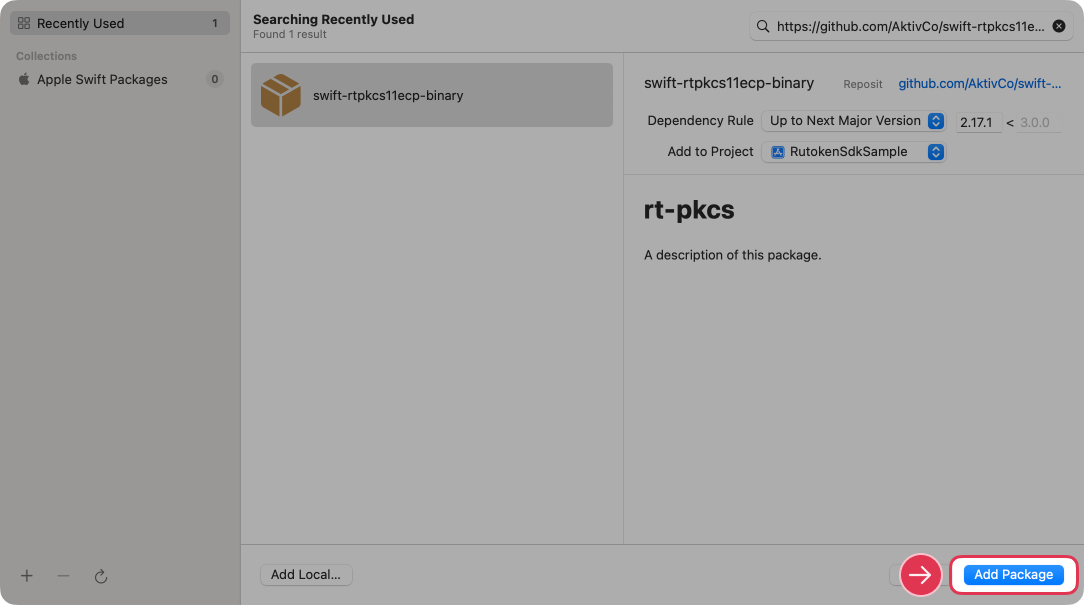 Recently Used 1
Collections
Apple Swift Packages 0
Searching Recently Used
Found 1 result
https://github.com/AktivCo/swift-rtpkcs11e...
swift-rtpkcs11ecp-binary
swift-rtpkcs11ecp-binary Reposit github.com/AktivCo/swift-...
Dependency Rule Up to Next Major Version 2.17.1 < 3.0.0
Add to Project RutokenSdkSample
rt-pkcs
A description of this package.
Add Local... Add Package